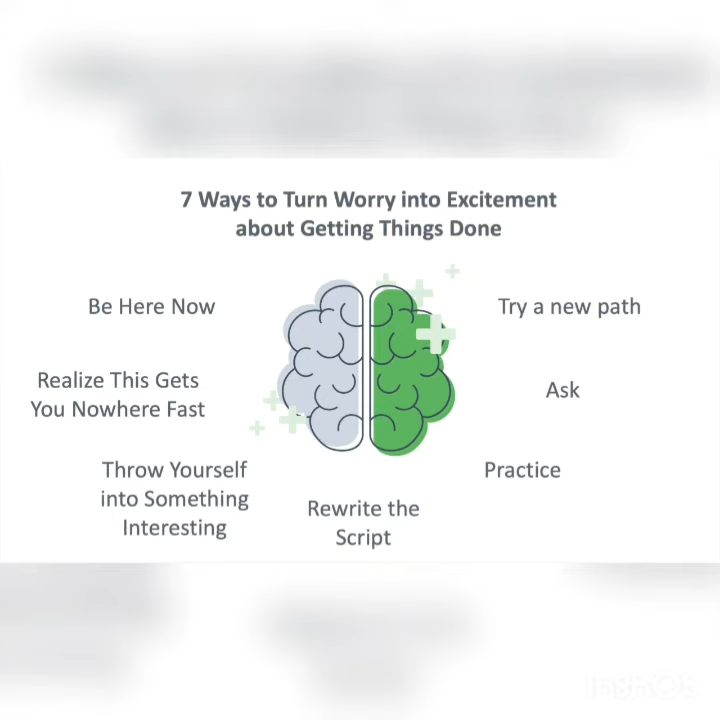 7 Ways to Turn Worry into Excitement
about Getting Things Done
Be Here Now
Try a new path
Realize This Gets
You Nowhere Fast
Ask
Throw Yourself
into Something
Interesting
Practice
Rewrite the
Script
InShOt